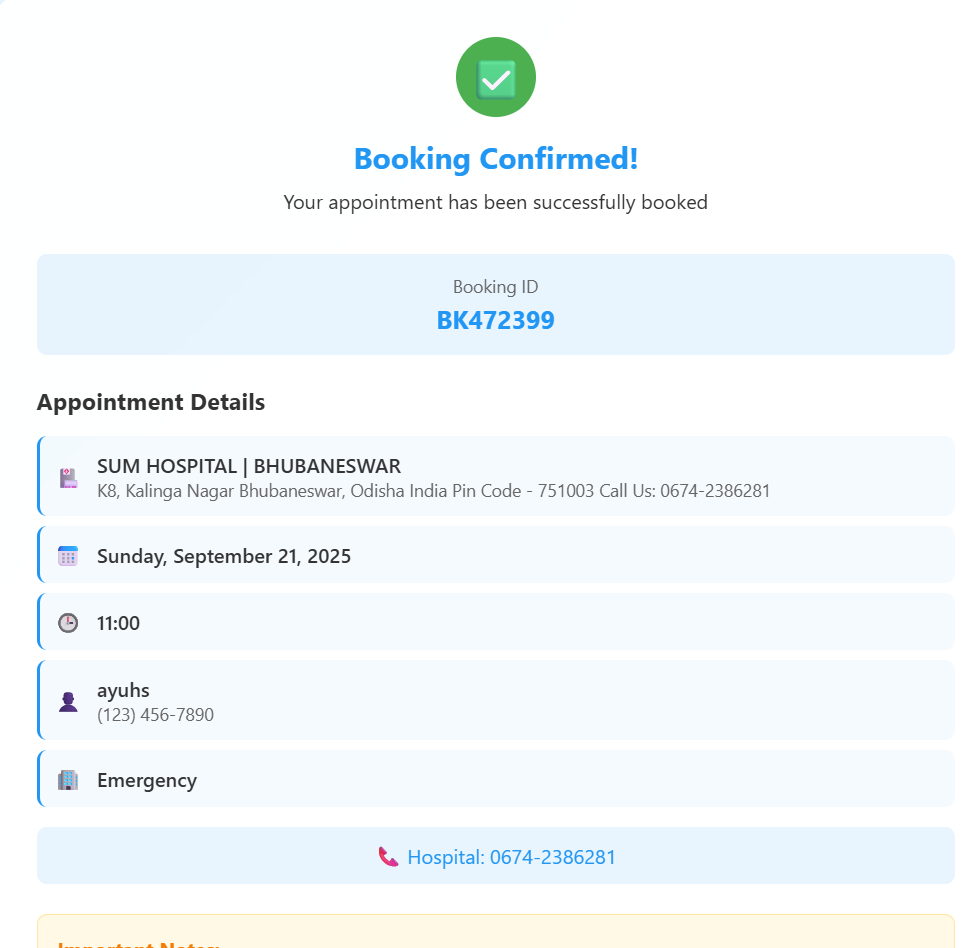 Booking Confirmed!
Your appointment has been successfully booked
Booking ID
BK472399
Appointment Details
SUM HOSPITAL | BHUBANESWAR
K8, Kalinga Nagar Bhubaneswar, Odisha India Pin Code - 751003 Call Us: 0674-2386281
Sunday, September 21, 2025
11:00
ayuhs
(123) 456-7890
Emergency
Hospital: 0674-2386281
Important Notes: